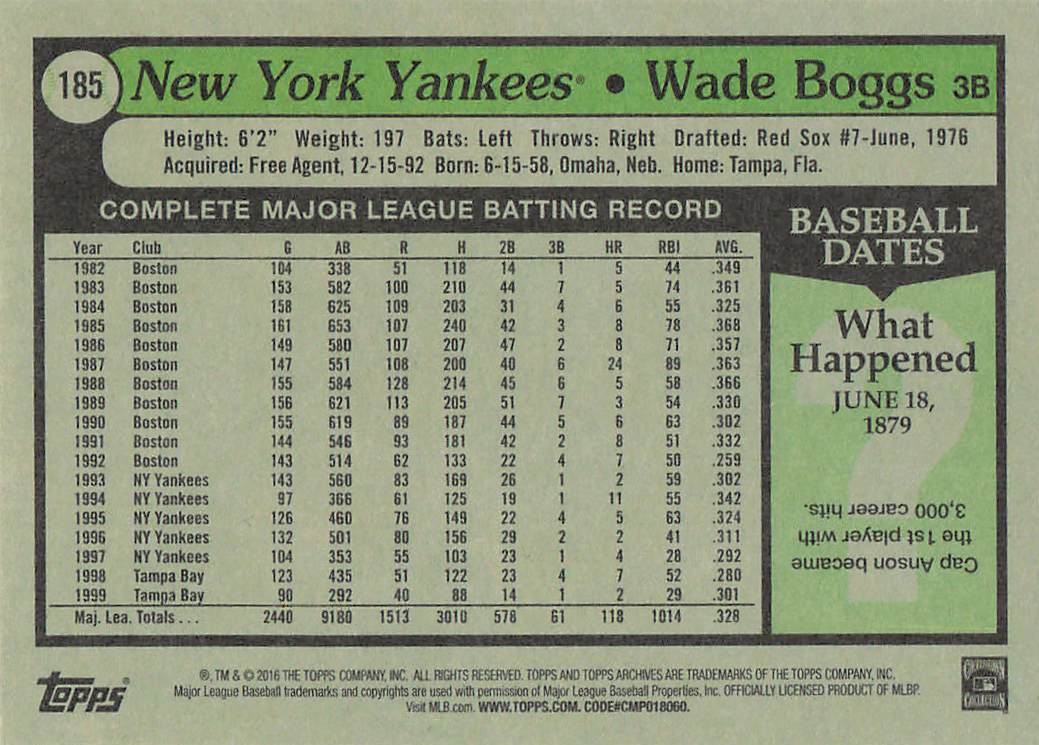 185
New York Yankees® • Wade Boggs 3B
Height: 6'2" Weight: 197 Bats: Left Throws: Right Drafted: Red Sox #7-June, 1976
Acquired: Free Agent, 12-15-92 Born: 6-15-58, Omaha, Neb. Home: Tampa, Fla.
COMPLETE MAJOR LEAGUE BATTING RECORD
Year Club G AB R H 2B 3B HR RBI AVG.
1982 Boston 104 338 51 118 14 1 5 44 .349
1983 Boston 153 582 100 210 44 7 5 74 .361
1984 Boston 158 625 109 203 31 4 6 55 .325
1985 Boston 161 653 107 240 42 3 8 78 .368
1986 Boston 149 580 107 207 47 2 8 71 .357
1987 Boston 147 551 108 200 40 6 24 89 .363
1988 Boston 155 584 128 214 45 6 5 58 .366
1989 Boston 156 621 113 205 51 7 3 54 .330
1990 Boston 155 619 89 187 44 5 6 63 .302
1991 Boston 144 546 93 181 42 2 8 51 .332
1992 Boston 143 514 62 133 22 4 7 50 .259
1993 NY Yankees 143 560 83 169 26 1 2 59 .302
1994 NY Yankees 97 366 61 125 19 1 11 55 .342
1995 NY Yankees 126 460 76 149 22 4 5 63 .324
1996 NY Yankees 132 501 80 156 29 2 2 41 .311
1997 NY Yankees 104 353 55 103 23 1 4 28 .292
1998 Tampa Bay 123 435 51 122 23 4 7 52 .280
1999 Tampa Bay 90 292 40 88 14 1 2 29 .301
Maj. Lea. Totals . . . 2440 9180 1513 3010 578 61 118 1014 .328
BASEBALL
DATES
What
Happened
JUNE 18,
1879
Cap Anson became
the 1st player with
3,000 career hits.
Topps®
®, TM & © 2016 THE TOPPS COMPANY, INC. ALL RIGHTS RESERVED. TOPPS AND TOPPS ARCHIVES ARE TRADEMARKS OF THE TOPPS COMPANY, INC.
Major League Baseball trademarks and copyrights are used with permission of Major League Baseball Properties, Inc. OFFICIALLY LICENSED PRODUCT OF MLBP.
Visit MLB.com. WWW.TOPPS.COM. CODE#CMP018060.
COOPERSTOWN
COLLECTION